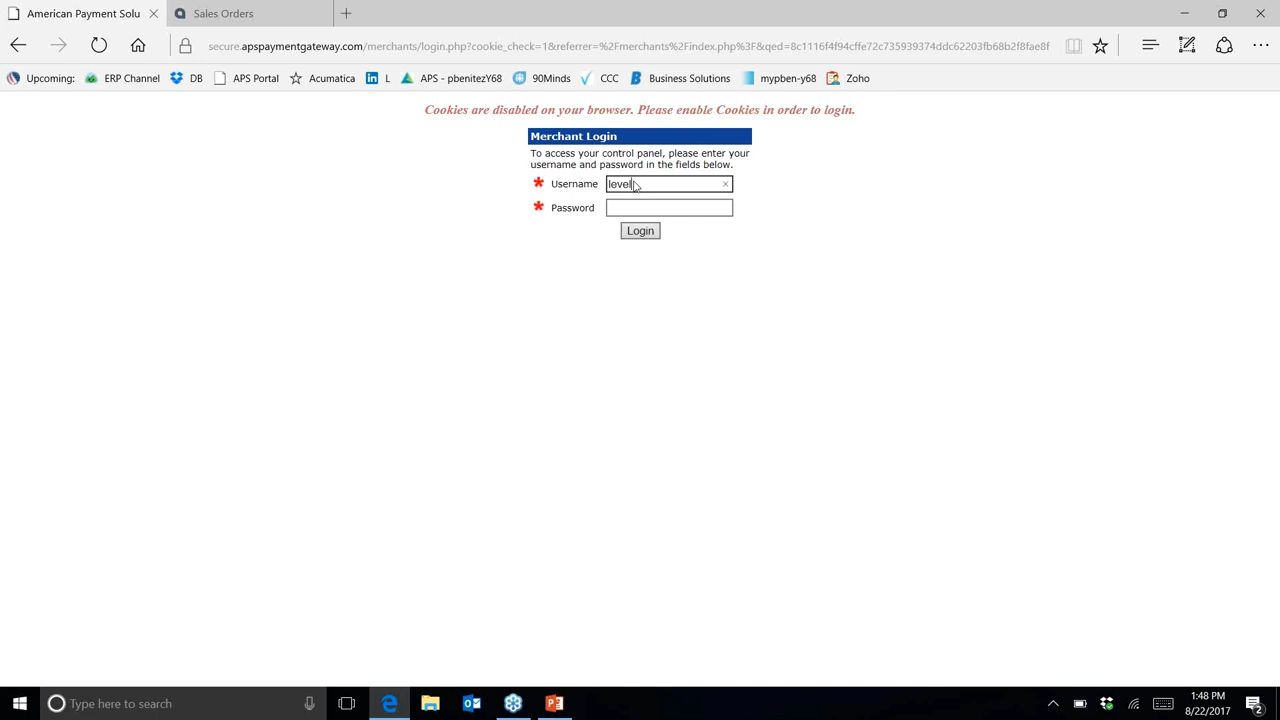 American Payment Solu
Sales Orders
secure.apspaymentgateway.com/merchants/login.php?cookie_check=1&referrer=%2Fmerchants%2Findex.php%3F&qed=8c1116f4f94cffe72c735939374ddc62203fb68b2f8fae8f
Upcoming: ERP Channel DB APS Portal Acumatica L APS - pbenitezY68 90Minds CCC Business Solutions mypben-y68 Zoho
Cookies are disabled on your browser. Please enable Cookies in order to login.
Merchant Login
To access your control panel, please enter your
username and password in the fields below.
* Username level
* Password
Login
Type here to search
1:48 PM
8/22/2017
2